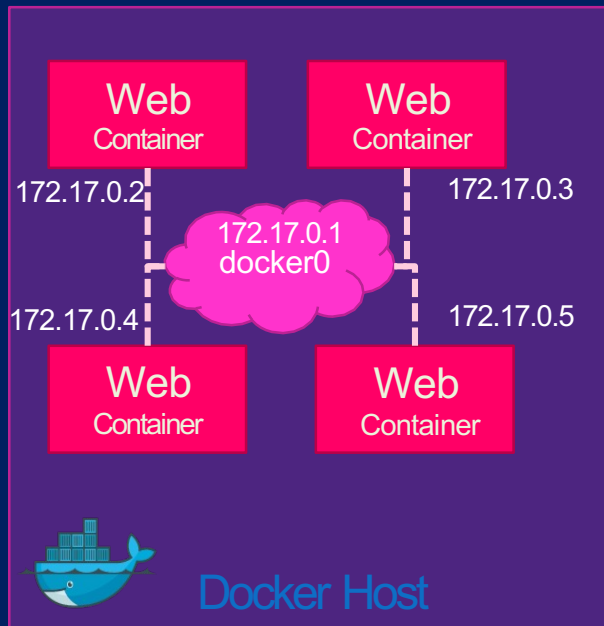 Web
Container
Web
Container
172.17.0.2
172.17.0.3
172.17.0.1
docker0
172.17.0.4
172.17.0.5
Web
Container
Web
Container
Docker Host